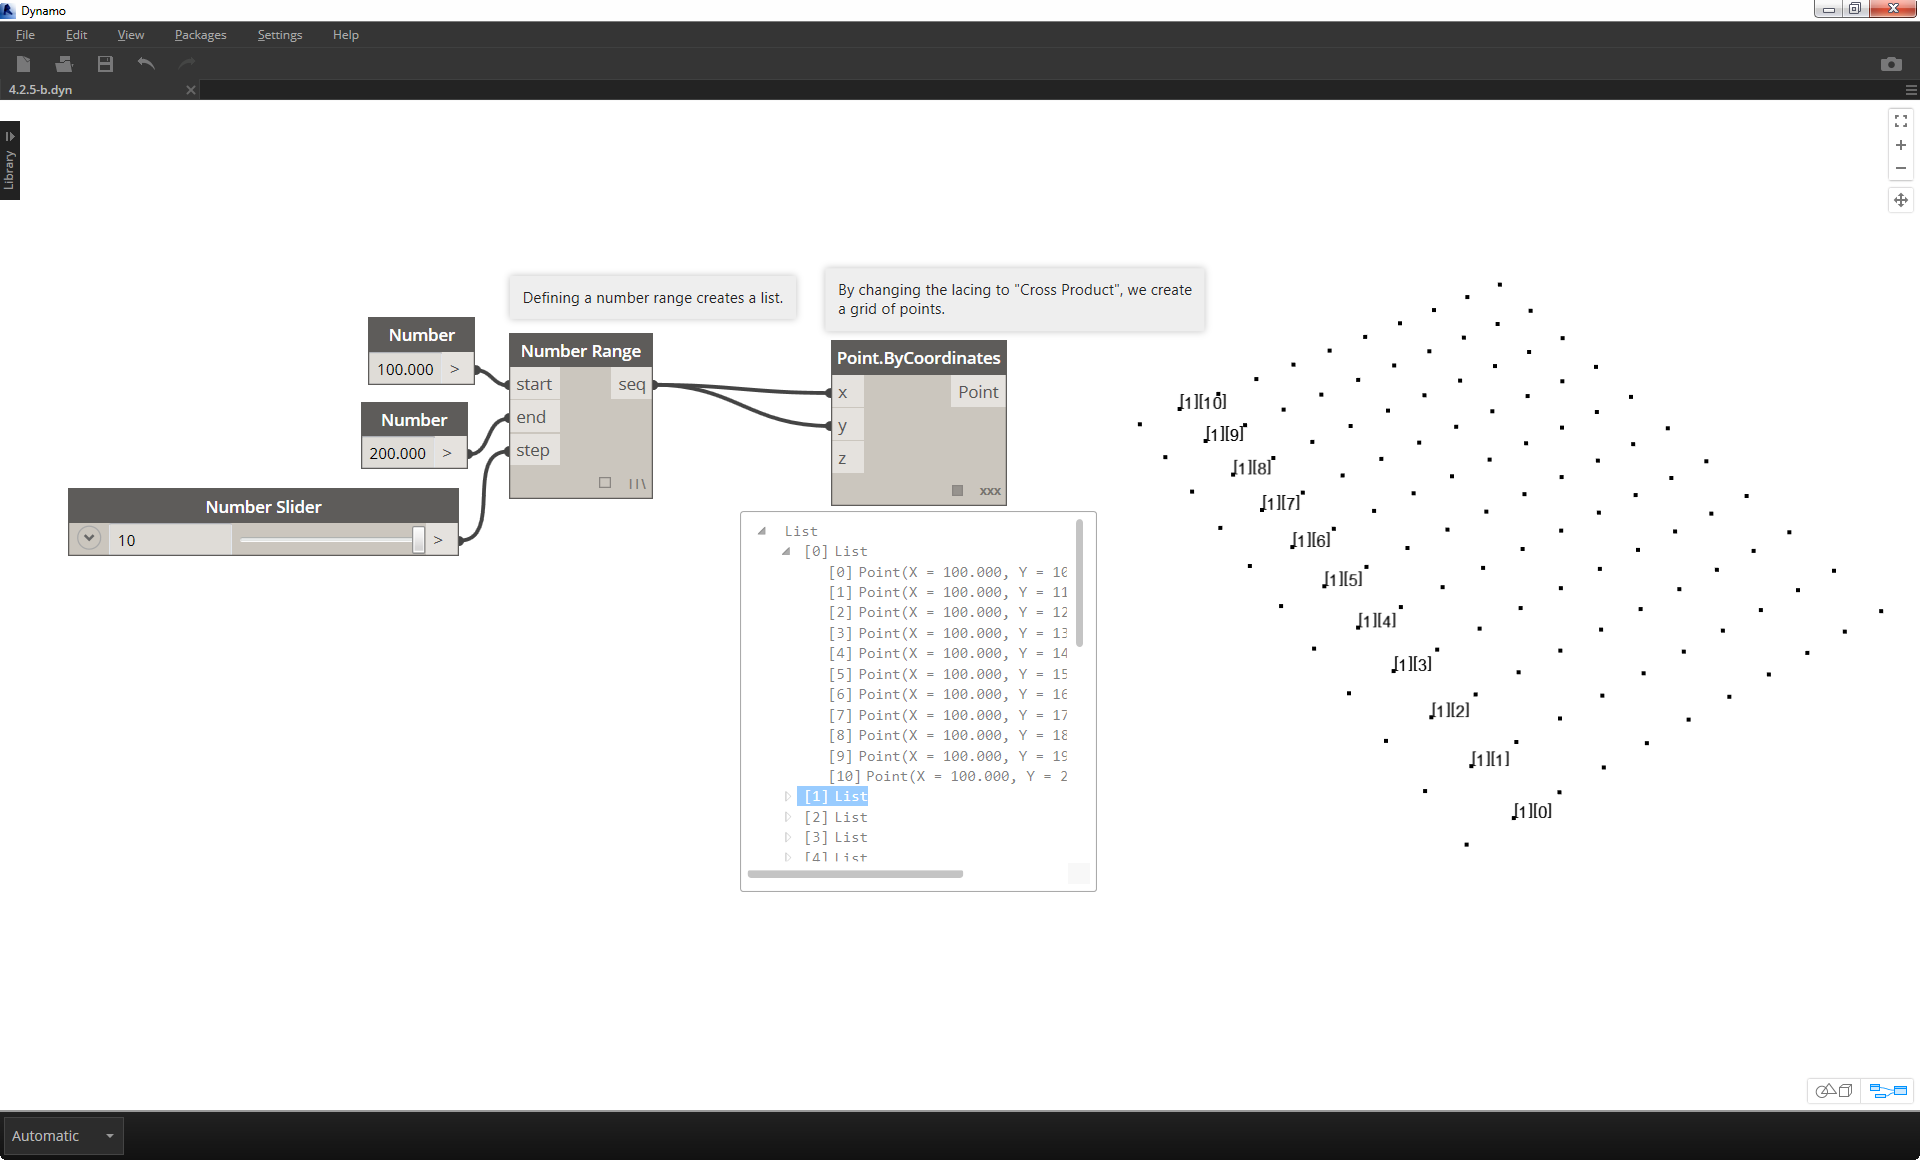 Dynamo
File Edit View Packages Settings Help
4.2.5-b.dyn
Library
Defining a number range creates a list.
By changing the lacing to "Cross Product", we create
a grid of points.
Number
100.000 >
Number
200.000 >
Number Slider
10 >
Number Range
start seq
end
step
Point.ByCoordinates
x Point
y
z
xxx
List
[0] List
[0] Point(X = 100.000, Y = 10
[1] Point(X = 100.000, Y = 11
[2] Point(X = 100.000, Y = 12
[3] Point(X = 100.000, Y = 13
[4] Point(X = 100.000, Y = 14
[5] Point(X = 100.000, Y = 15
[6] Point(X = 100.000, Y = 16
[7] Point(X = 100.000, Y = 17
[8] Point(X = 100.000, Y = 18
[9] Point(X = 100.000, Y = 19
[10] Point(X = 100.000, Y = 2
[1] List
[2] List
[3] List
[4] List
[1][10]
[1][9]
[1][8]
[1][7]
[1][6]
[1][5]
[1][4]
[1][3]
[1][2]
[1][1]
[1][0]
Automatic